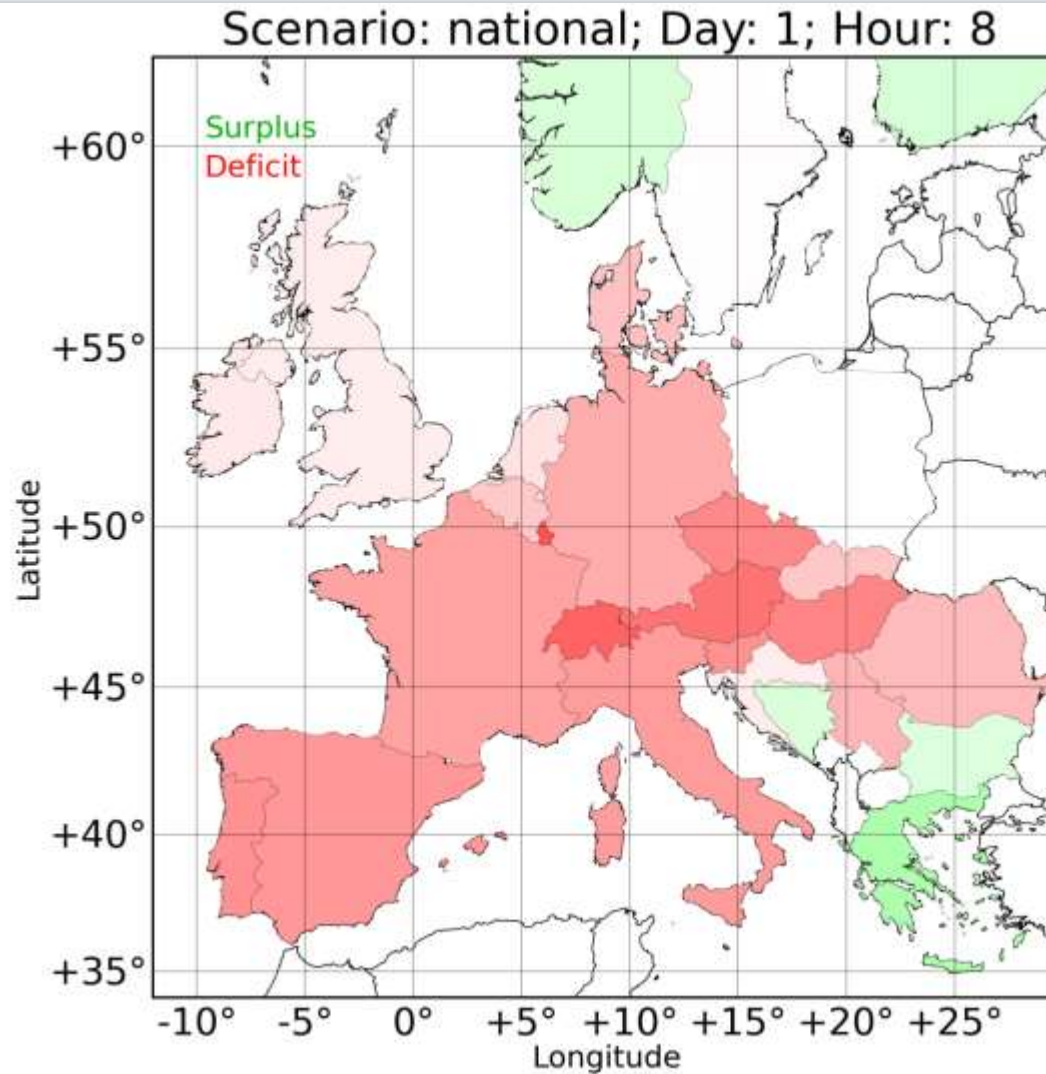 Scenario: national; Day: 1; Hour: 8
Surplus
Deficit
+60°
+55°
+50°
+45°
+40°
+35°
Latitude
-10° -5° 0° +5° +10° +15° +20° +25°
Longitude